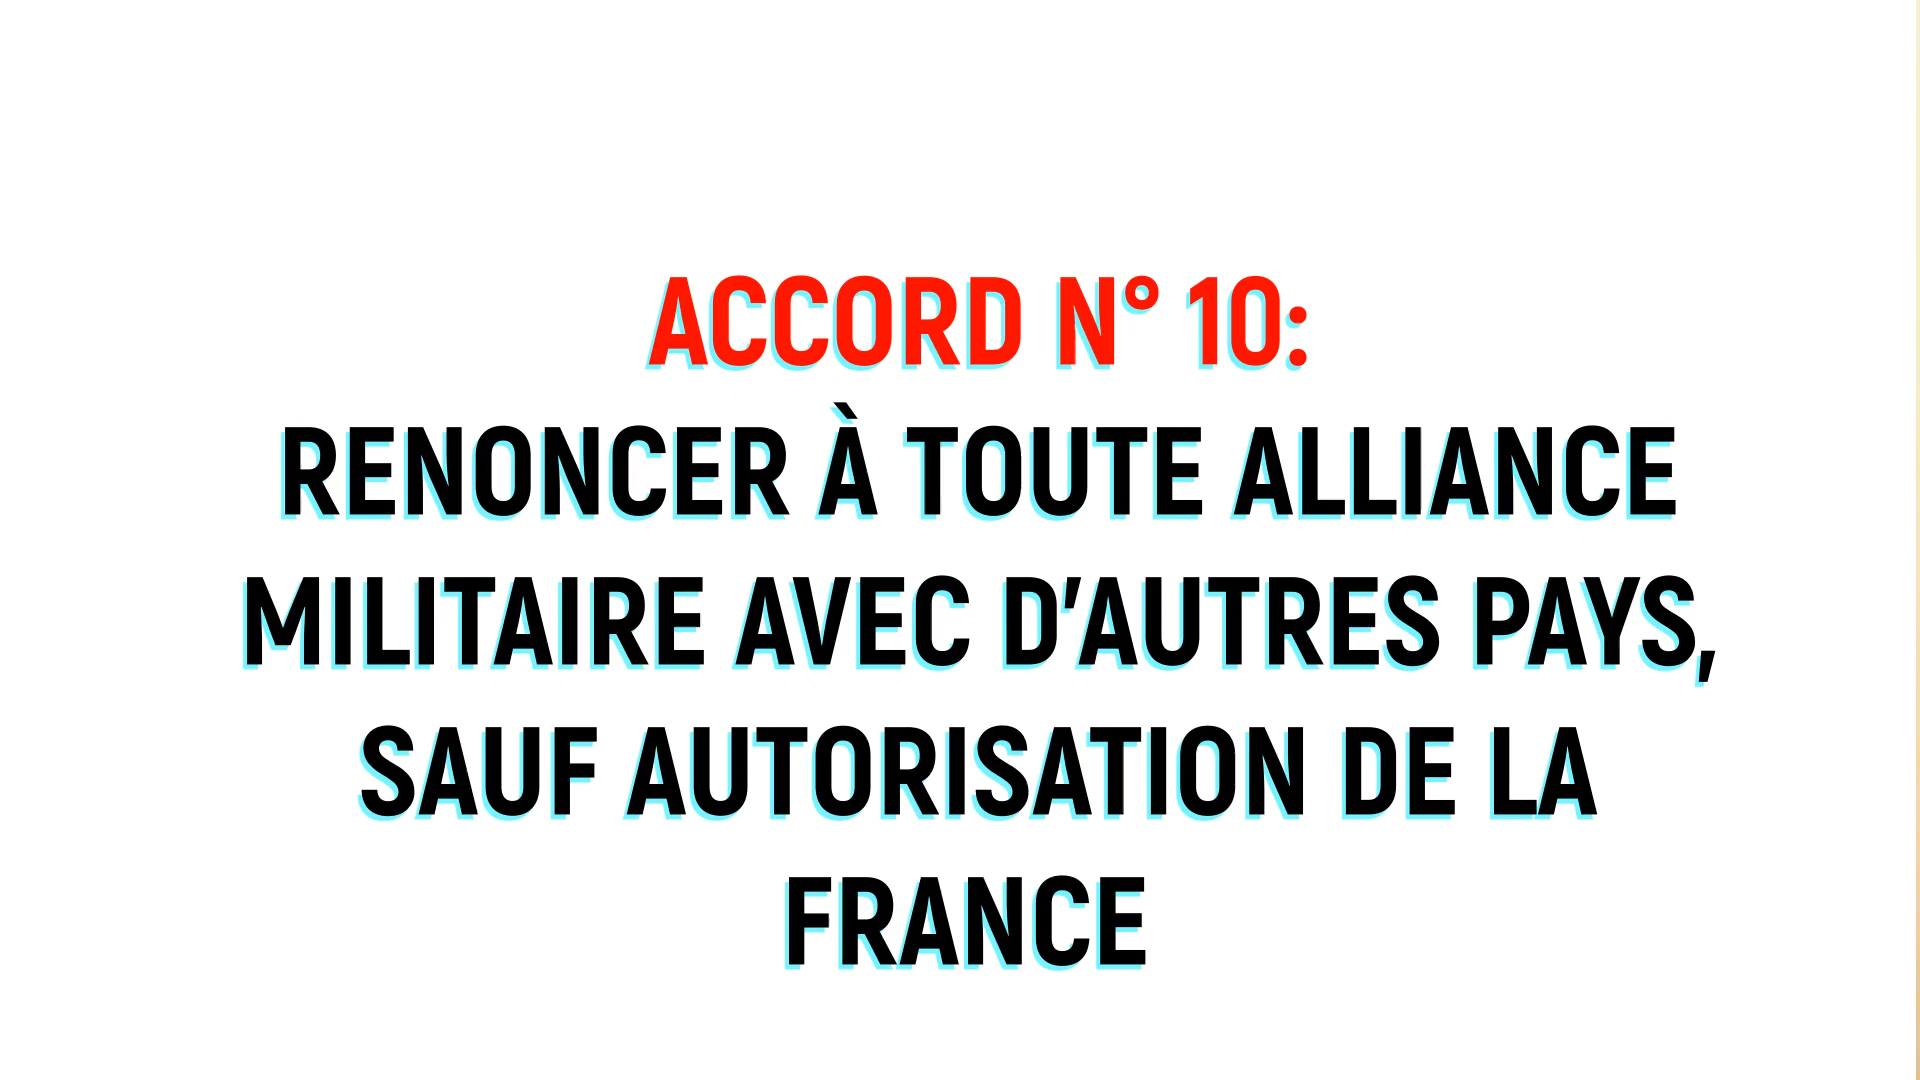 ACCORD N° 10:
RENONCER À TOUTE ALLIANCE
MILITAIRE AVEC D'AUTRES PAYS,
SAUF AUTORISATION DE LA
FRANCE